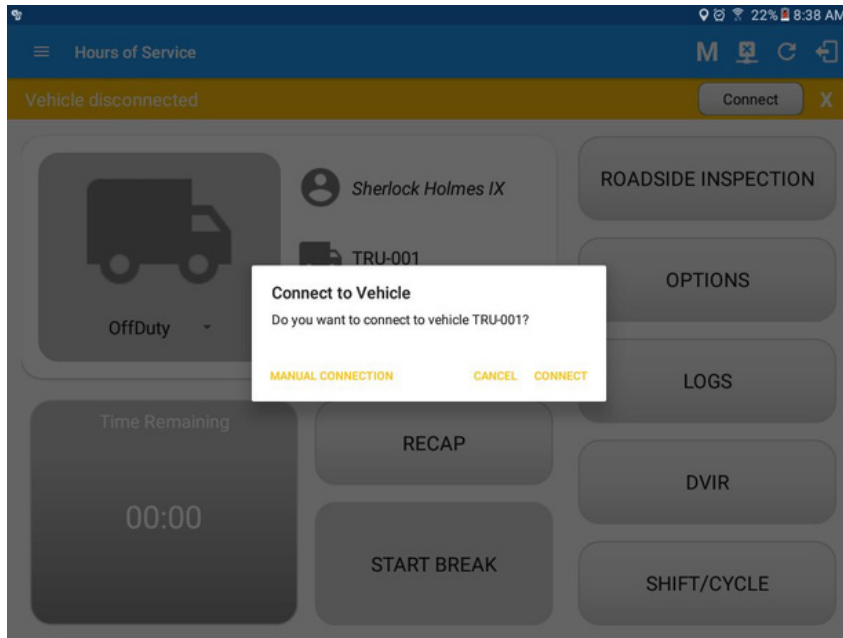 22% 8:38 AM
Hours of Service
M
Vehicle disconnected
Connect X
Sherlock Holmes IX
TRU-001
OffDuty
ROADSIDE INSPECTION
OPTIONS
Connect to Vehicle
Do you want to connect to vehicle TRU-001?
MANUAL CONNECTION CANCEL CONNECT
LOGS
Time Remaining
00:00
RECAP
DVIR
START BREAK
SHIFT/CYCLE